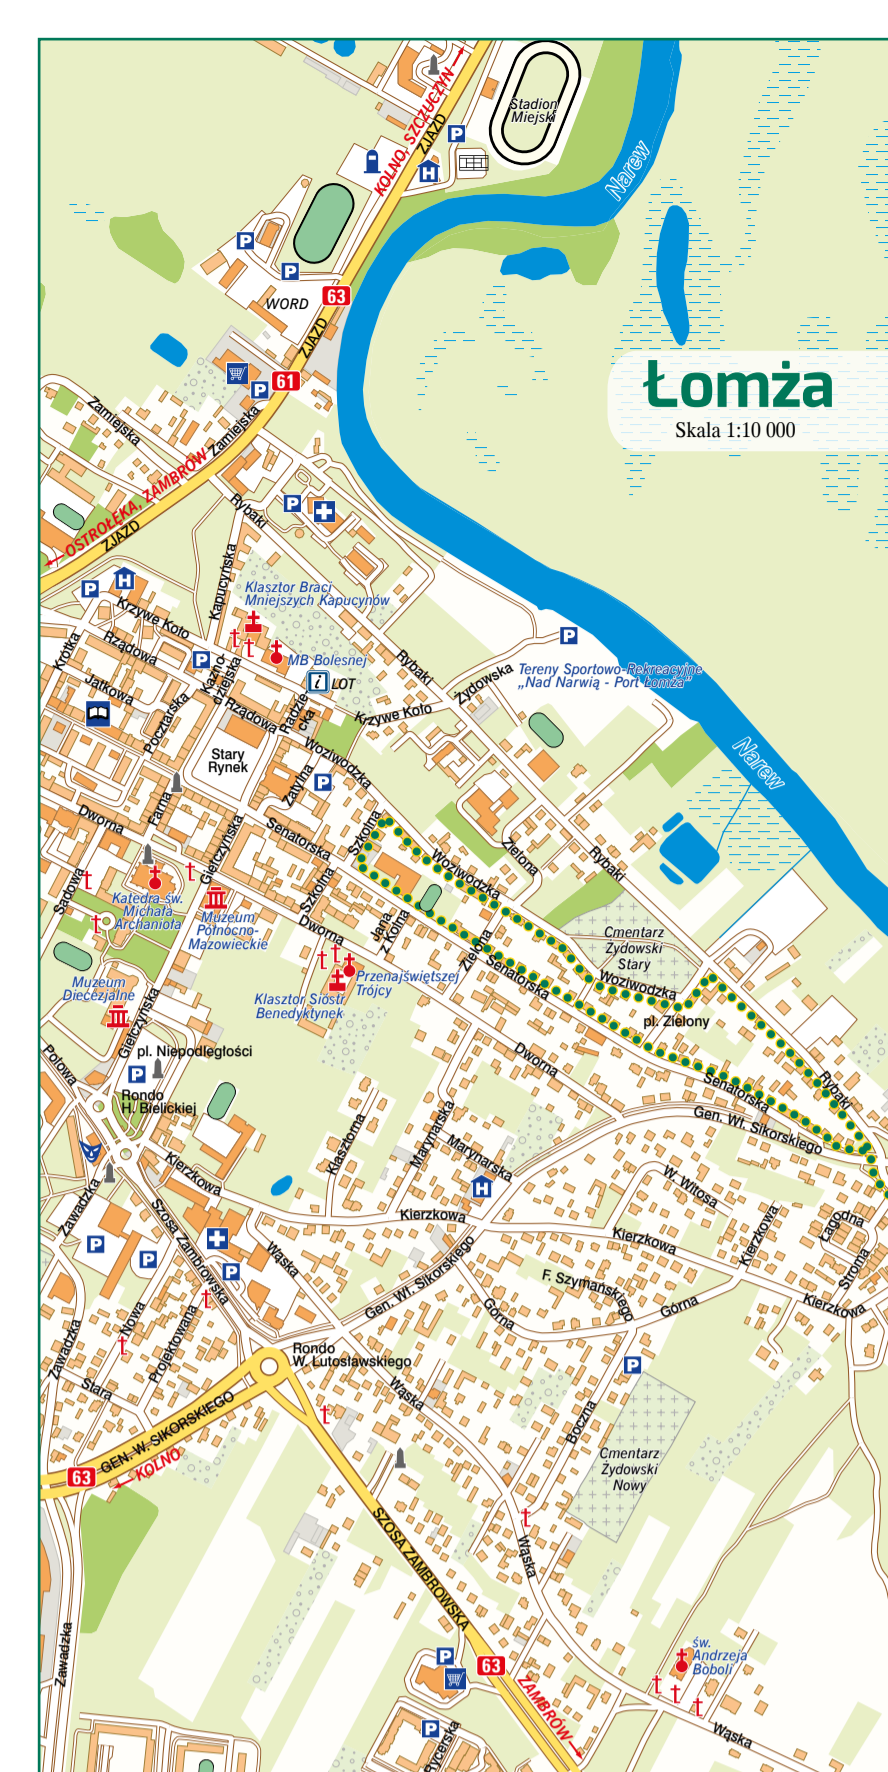 Stadion
Miejski
KOLNO, SZCZUCZYN
ZJAZD
P
H
Narew
P
P
WORD
63
ZJAZD
61
P
Łomża
Skala 1:10 000
Zamiejska
Zamiejska
OSTROŁĘKA, ZAMBRÓW
ZJAZD
Rybaki
P
Kapucyńska
Klasztor Braci
Mniejszych Kapucynów
P
H
Krzywe Koło
Krótka
Rządowa
P
MB Bolesnej
i
LOT
Kaźmo-
dziejska
Rybaki
P
Tereny Sportowo-Rekreacyjne
„Nad Narwią - Port Łomża”
Żydowska
Jatkowa
Pocztarska
Rządowa
Radzie-
cka
Krzywe Koło
Woziwodzka
Stary
Rynek
Zatylna
P
Narew
Farna
Dworna
Giełczyńska
Senatorska
Szkolna
Woziwodzka
Zielona
Rybaki
Sadowa
Katedra św.
Michała
Archanioła
Muzeum
Północno-
Mazowieckie
Szkolna
Dworna
Jana
z Kolna
Zielona
Senatorska
Cmentarz
Żydowski
Stary
Woziwodzka
pl. Zielony
Muzeum
Diecezjalne
Przenajświętszej
Trójcy
Klasztor Sióstr
Benedyktynek
Giełczyńska
pl. Niepodległości
Polowa
P
Rondo
H. Bielickiej
Dworna
Senatorska
Rybaki
Gen. Wł. Sikorskiego
Klasztorna
Marynarska
Marynarska
H
Kierzkowa
Zawadzka
Szosa Zambrowska
W. Witosa
Kierzkowa
Kierzkowa
Kierzkowa
Łagodna
Stroma
P
P
P
Wąska
Gen. Wł. Sikorskiego
F. Szymańskiego
Górna
Górna
Kierzkowa
Nowa
Projektowana
Zawadzka
Stara
Rondo
W. Lutosławskiego
P
Wąska
Boczna
GEN. W. SIKORSKIEGO
63
KOLNO
Cmentarz
Żydowski
Nowy
SZOSA ZAMBROWSKA
Wąska
Zawadzka
P
63
ZAMBRÓW
św.
Andrzeja
Boboli
P
Rycerska
Wąska